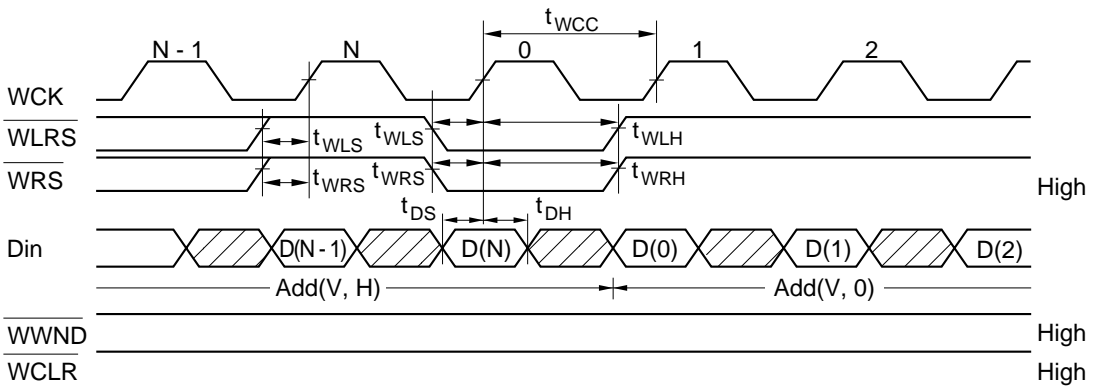 tWCC
N - 1 N 0 1 2
WCK
WLRS
tWLS tWLS tWLH
WRS
tWRS tWRS tWRH
High
tDS tDH
Din
D(N - 1) D(N) D(0) D(1) D(2)
Add(V, H) Add(V, 0)
WWND High
WCLR High